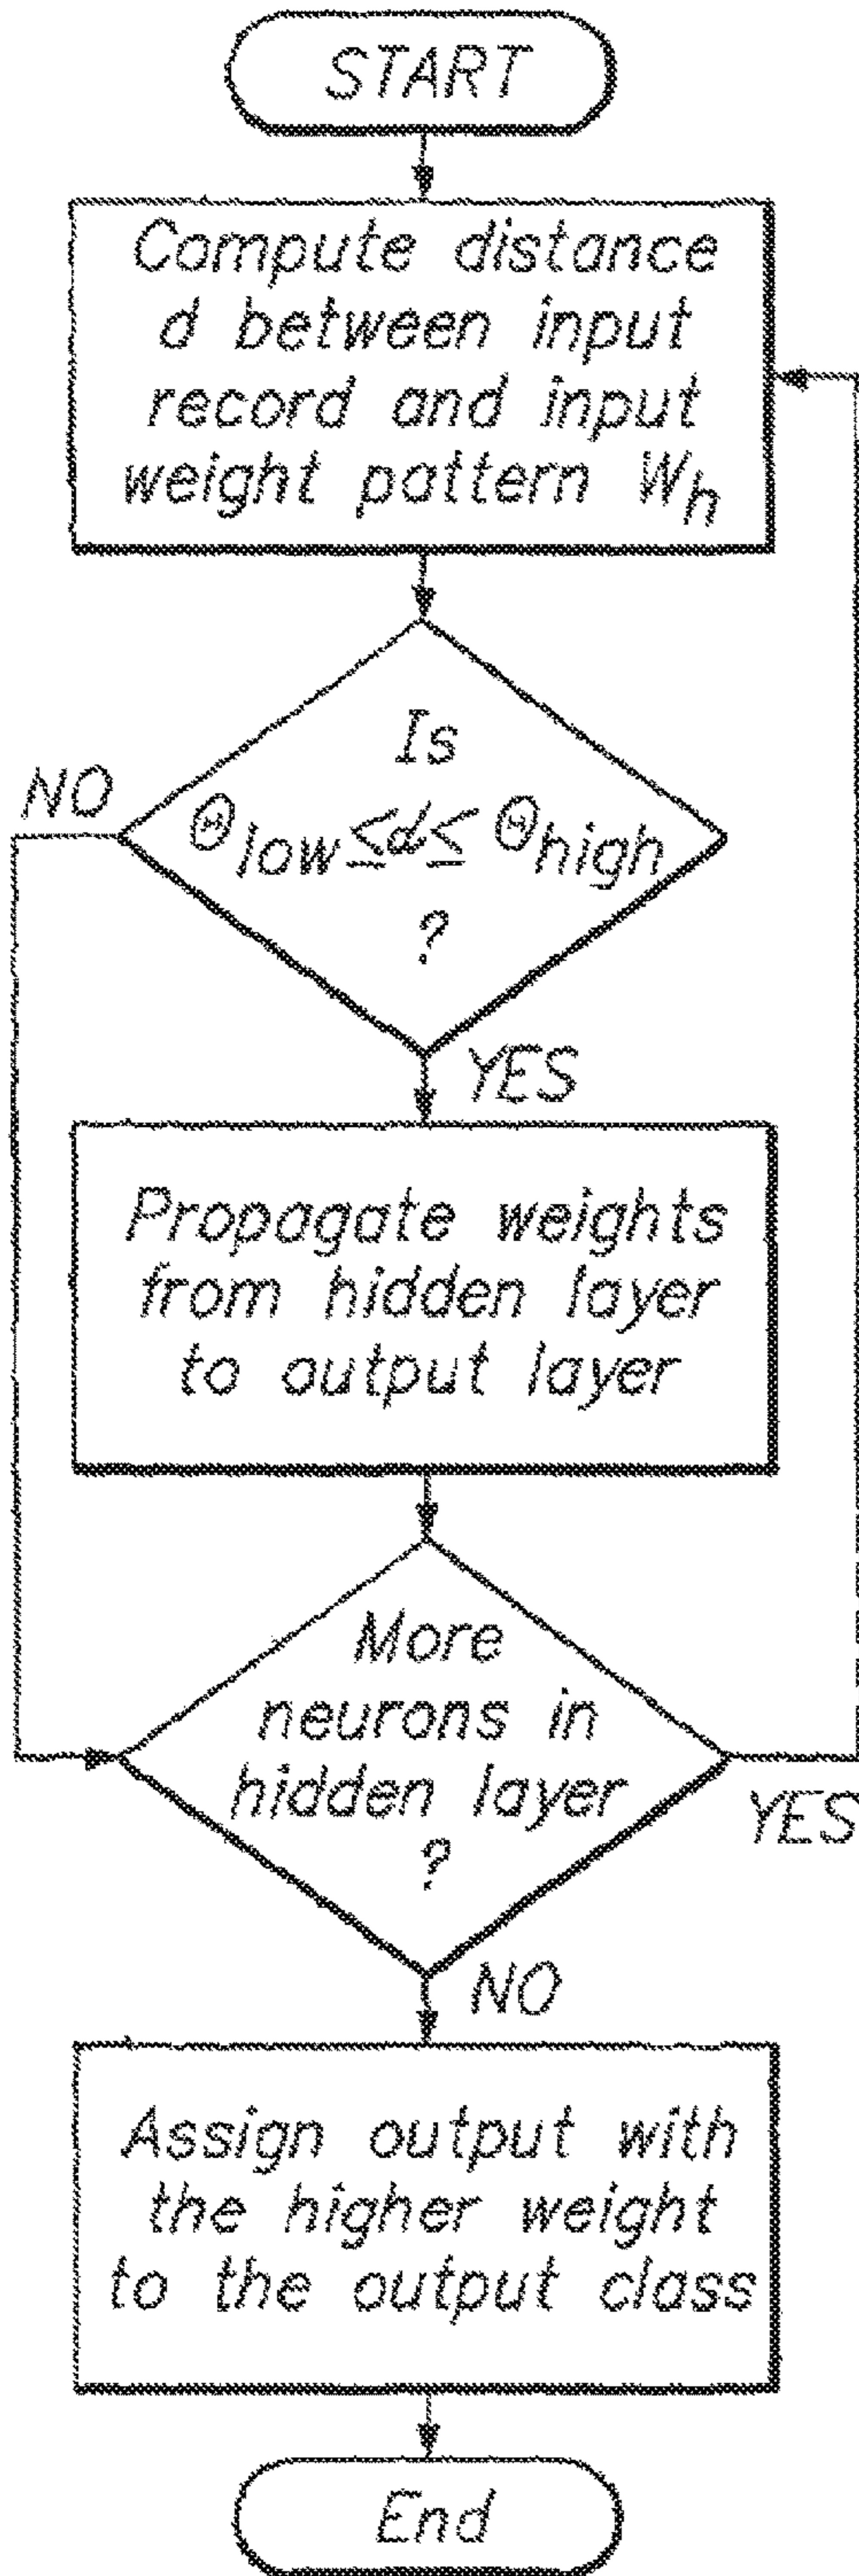 START
Compute distance
d between input
record and input
weight pattern Wh
Is
NO
Θlow ≤ d ≤ Θhigh
?
YES
Propagate weights
from hidden layer
to output layer
More
neurons in
hidden layer
?
YES
NO
Assign output with
the higher weight
to the output class
End